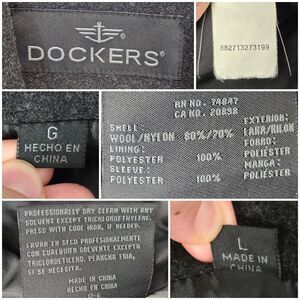 DOCKERS®
882713273199
G
HECHO EN
CHINA
RN NO. 74847
CA NO. 20898
SHELL: EXTERIOR:
WOOL/NYLON 80%/20% LANA/NILON
LINING: FORRO:
POLYESTER 100% POLIÉSTER
SLEEVE: MANGA:
POLYESTER 100% POLIÉSTER
PROFESSIONALLY DRY CLEAN WITH ANY
SOLVENT EXCEPT TRICHLOROETHYLENE.
PRESS WITH COOL IRON, IF NEEDED.
LAVAR EN SECO PROFESIONALMENTE
CON CUALQUIER SOLVENTE EXCEPTO
TRICLOROETILENO. PLANCHA FRIA,
SI SE NECESITA.
MADE IN CHINA
HECHO EN CHINA
L
MADE IN
CHINA